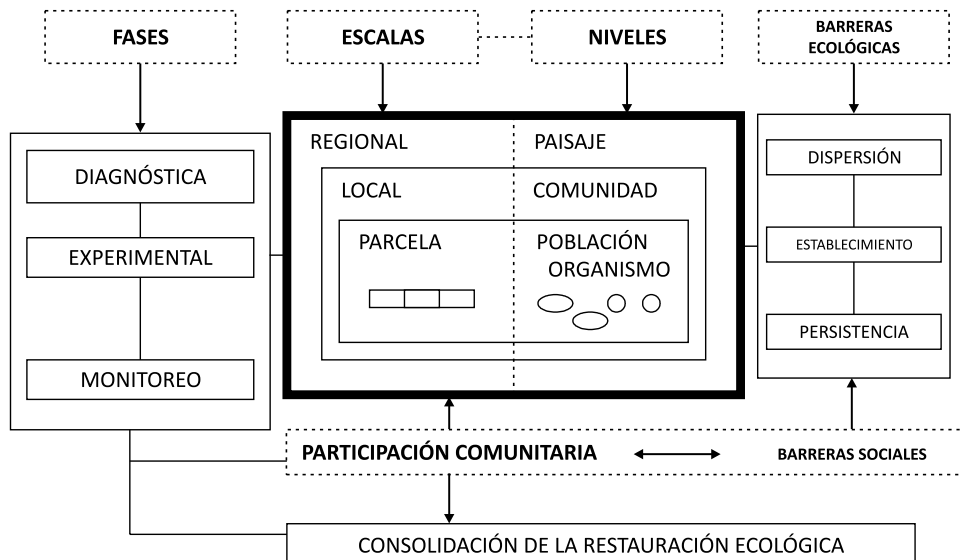 FASES
ESCALAS
NIVELES
BARRERAS
ECOLÓGICAS
DIAGNÓSTICA
EXPERIMENTAL
MONITOREO
REGIONAL
PAISAJE
LOCAL
COMUNIDAD
PARCELA
POBLACIÓN
ORGANISMO
DISPERSIÓN
ESTABLECIMIENTO
PERSISTENCIA
PARTICIPACIÓN COMUNITARIA
BARRERAS SOCIALES
CONSOLIDACIÓN DE LA RESTAURACIÓN ECOLÓGICA